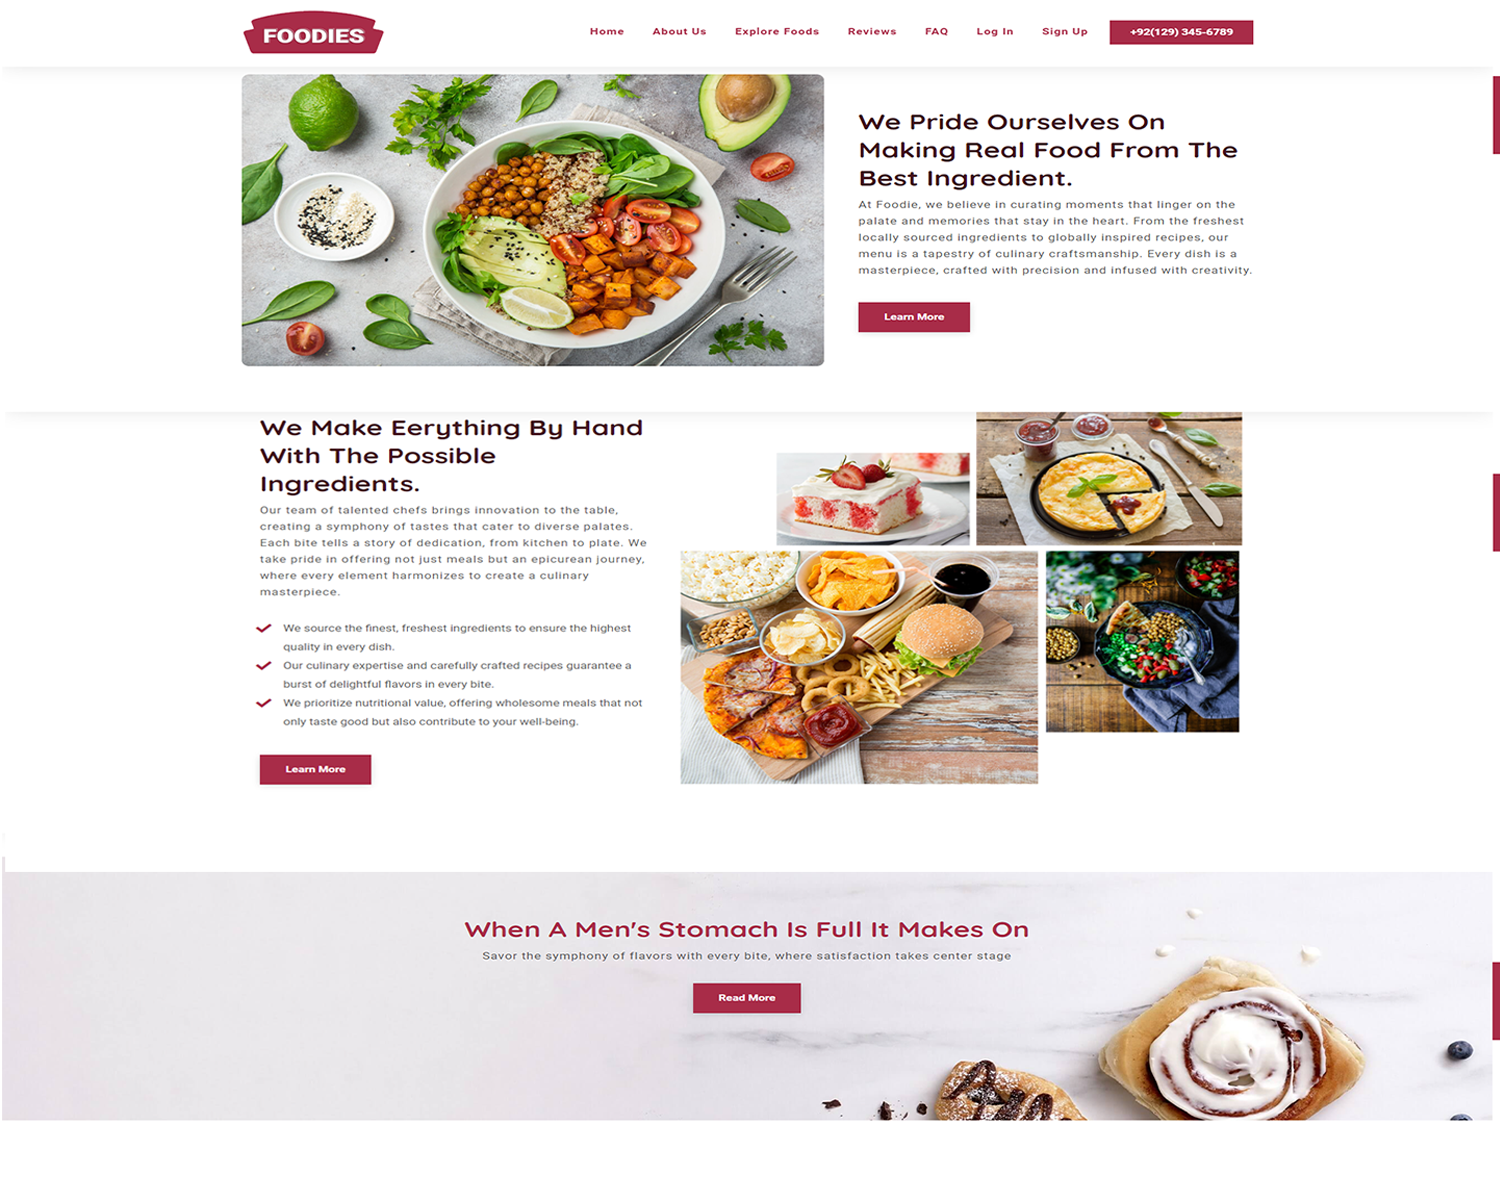 FOODIES
Home About Us Explore Foods Reviews FAQ Log In Sign Up +92(129) 345-6789
We Pride Ourselves On
Making Real Food From The
Best Ingredient.
At Foodie, we believe in curating moments that linger on the
palate and memories that stay in the heart. From the freshest
locally sourced ingredients to globally inspired recipes, our
menu is a tapestry of culinary craftsmanship. Every dish is a
masterpiece, crafted with precision and infused with creativity.
Learn More
We Make Eerything By Hand
With The Possible
Ingredients.
Our team of talented chefs brings innovation to the table,
creating a symphony of tastes that cater to diverse palates.
Each bite tells a story of dedication, from kitchen to plate. We
take pride in offering not just meals but an epicurean journey,
where every element harmonizes to create a culinary
masterpiece.
We source the finest, freshest ingredients to ensure the highest
quality in every dish.
Our culinary expertise and carefully crafted recipes guarantee a
burst of delightful flavors in every bite.
We prioritize nutritional value, offering wholesome meals that not
only taste good but also contribute to your well-being.
Learn More
When A Men's Stomach Is Full It Makes On
Savor the symphony of flavors with every bite, where satisfaction takes center stage
Read More